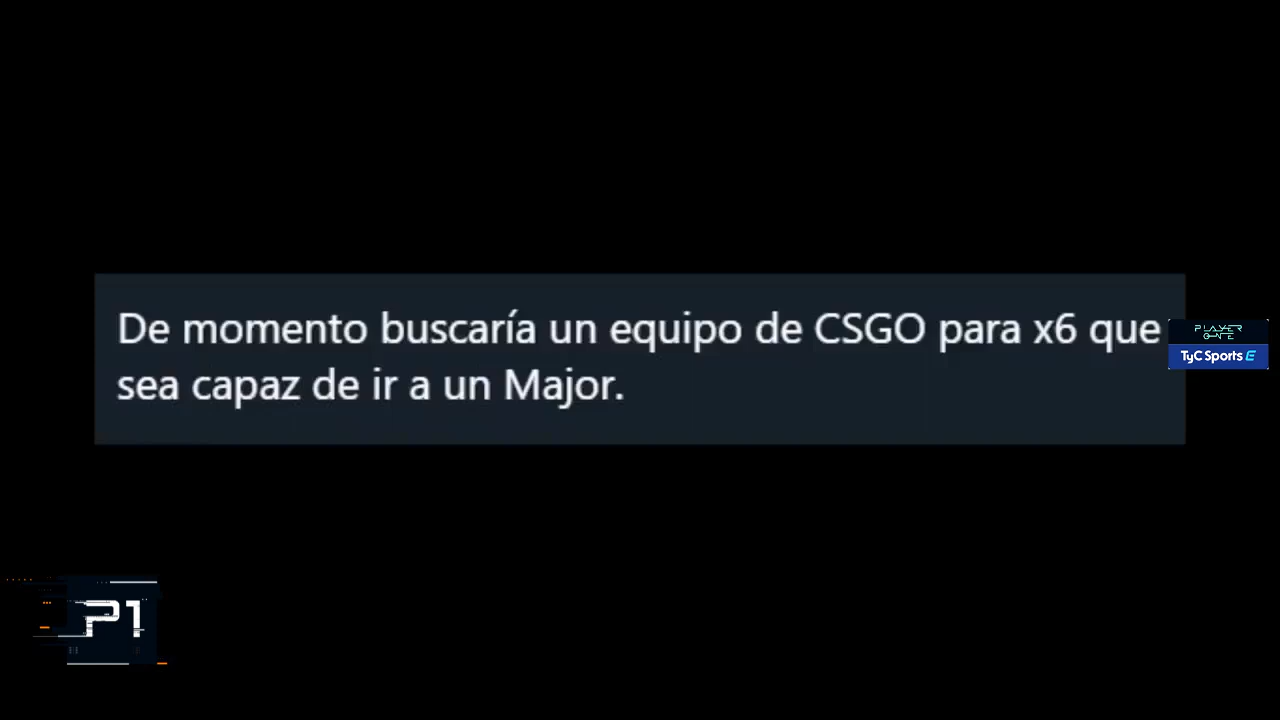 De momento buscaría un equipo de CSGO para x6 que
sea capaz de ir a un Major.
PLAYER
ONE
TyC Sports E
P1